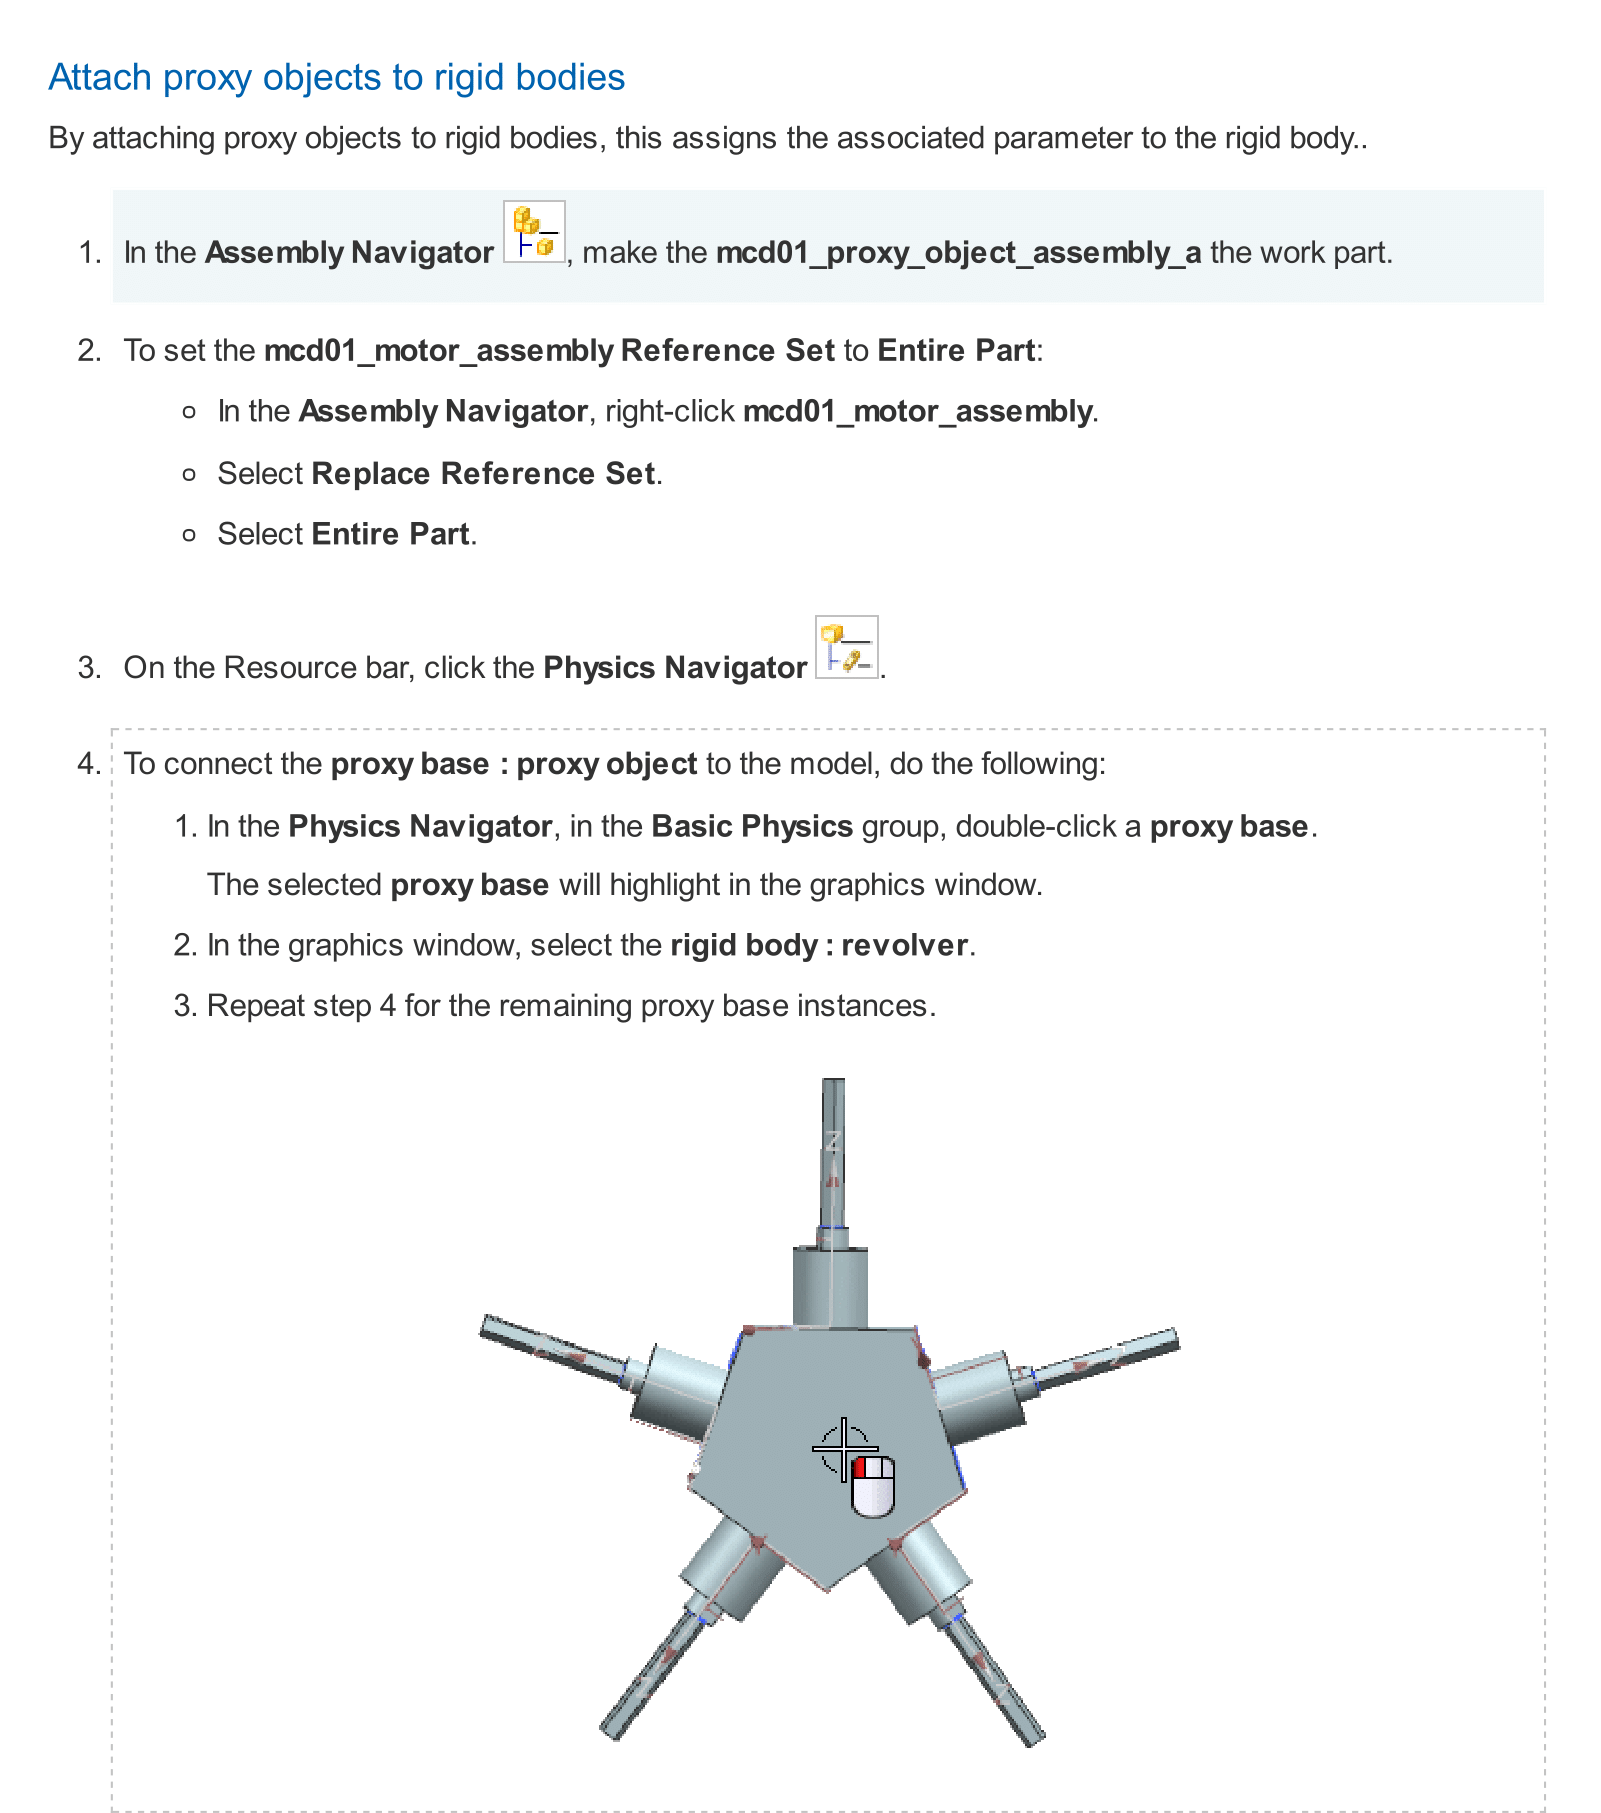 Attach proxy objects to rigid bodies
By attaching proxy objects to rigid bodies, this assigns the associated parameter to the rigid body..
1. In the Assembly Navigator , make the mcd01_proxy_object_assembly_a the work part.
2. To set the mcd01_motor_assembly Reference Set to Entire Part:
o In the Assembly Navigator, right-click mcd01_motor_assembly.
o Select Replace Reference Set.
o Select Entire Part.
3. On the Resource bar, click the Physics Navigator .
4. To connect the proxy base : proxy object to the model, do the following:
1. In the Physics Navigator, in the Basic Physics group, double-click a proxy base.
The selected proxy base will highlight in the graphics window.
2. In the graphics window, select the rigid body : revolver.
3. Repeat step 4 for the remaining proxy base instances.
Z